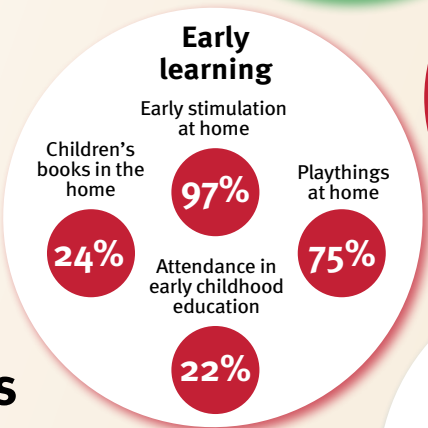 Early
learning
Early stimulation
at home
97%
Children's
books in the
home
24%
Playthings
at home
75%
Attendance in
early childhood
education
22%
s